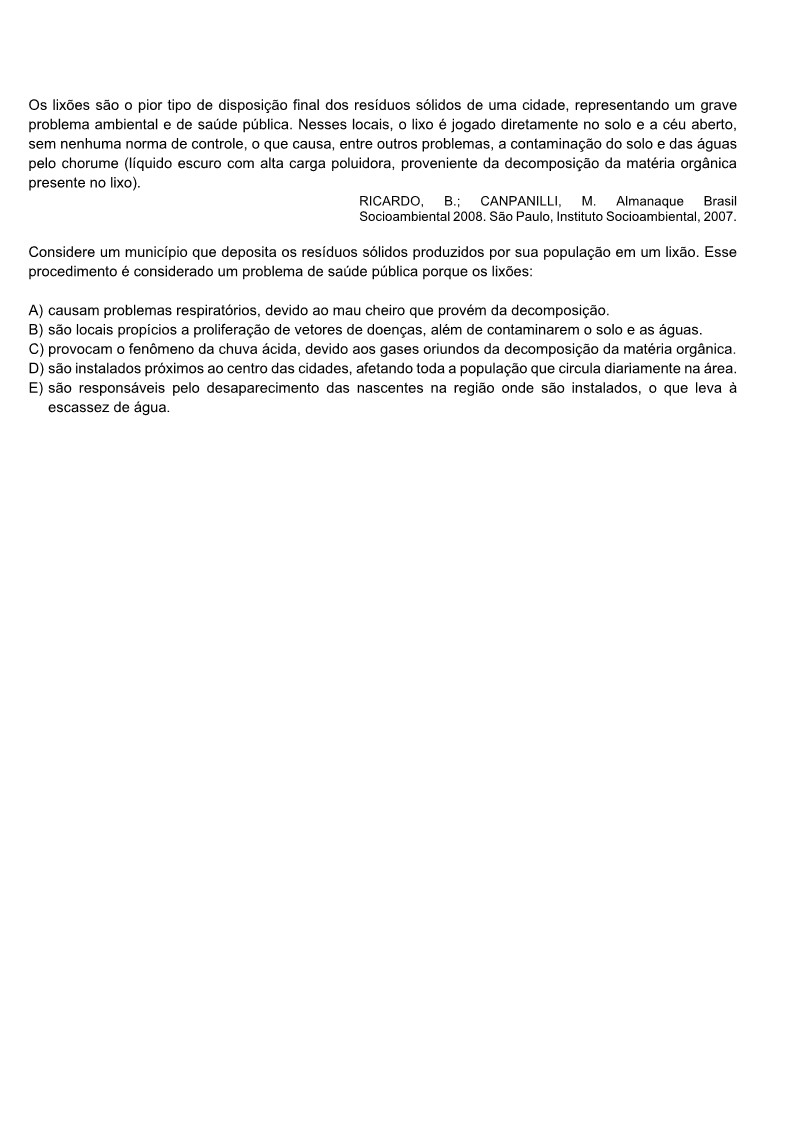 Os lixões são o pior tipo de disposição final dos resíduos sólidos de uma cidade, representando um grave
problema ambiental e de saúde pública. Nesses locais, o lixo é jogado diretamente no solo e a céu aberto,
sem nenhuma norma de controle, o que causa, entre outros problemas, a contaminação do solo e das águas
pelo chorume (líquido escuro com alta carga poluidora, proveniente da decomposição da matéria orgânica
presente no lixo).
RICARDO, B.; CANPANILLI, M. Almanaque Brasil
Socioambiental 2008. São Paulo, Instituto Socioambiental, 2007.
Considere um município que deposita os resíduos sólidos produzidos por sua população em um lixão. Esse
procedimento é considerado um problema de saúde pública porque os lixões:
A) causam problemas respiratórios, devido ao mau cheiro que provém da decomposição.
B) são locais propícios a proliferação de vetores de doenças, além de contaminarem o solo e as águas.
C) provocam o fenômeno da chuva ácida, devido aos gases oriundos da decomposição da matéria orgânica.
D) são instalados próximos ao centro das cidades, afetando toda a população que circula diariamente na área.
E) são responsáveis pelo desaparecimento das nascentes na região onde são instalados, o que leva à
escassez de água.